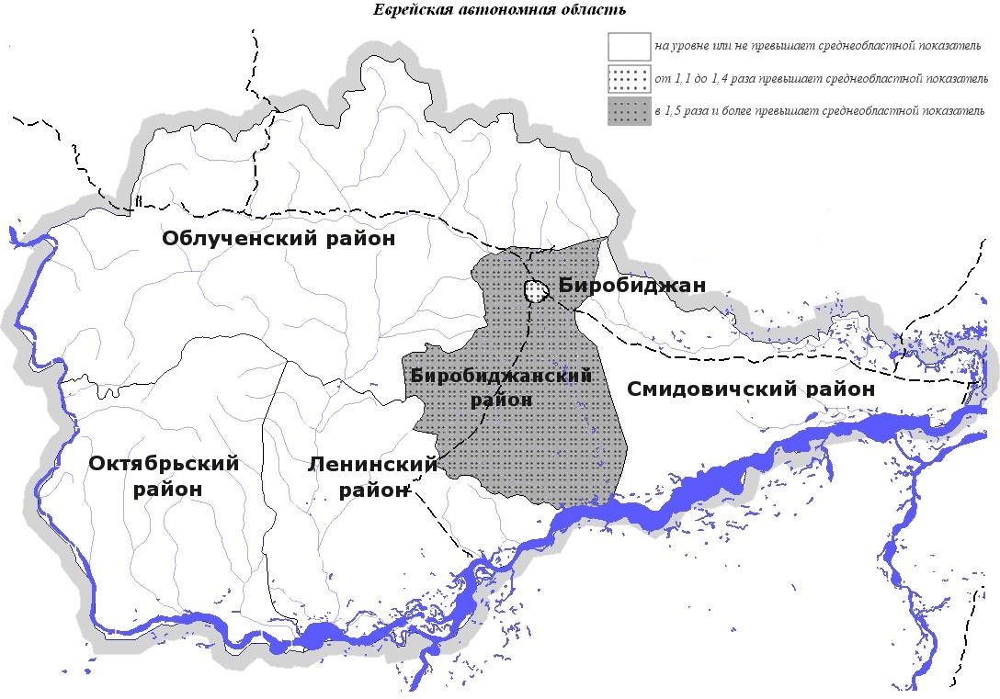 Еврейская автономная область
на уровне или не превышает среднеобластной показатель
от 1,1 до 1,4 раза превышает среднеобластной показатель
в 1,5 раза и более превышает среднеобластной показатель
Облученский район
Биробиджан
Биробиджанский
район
Смидовичский район
Октябрьский
район
Ленинский
район